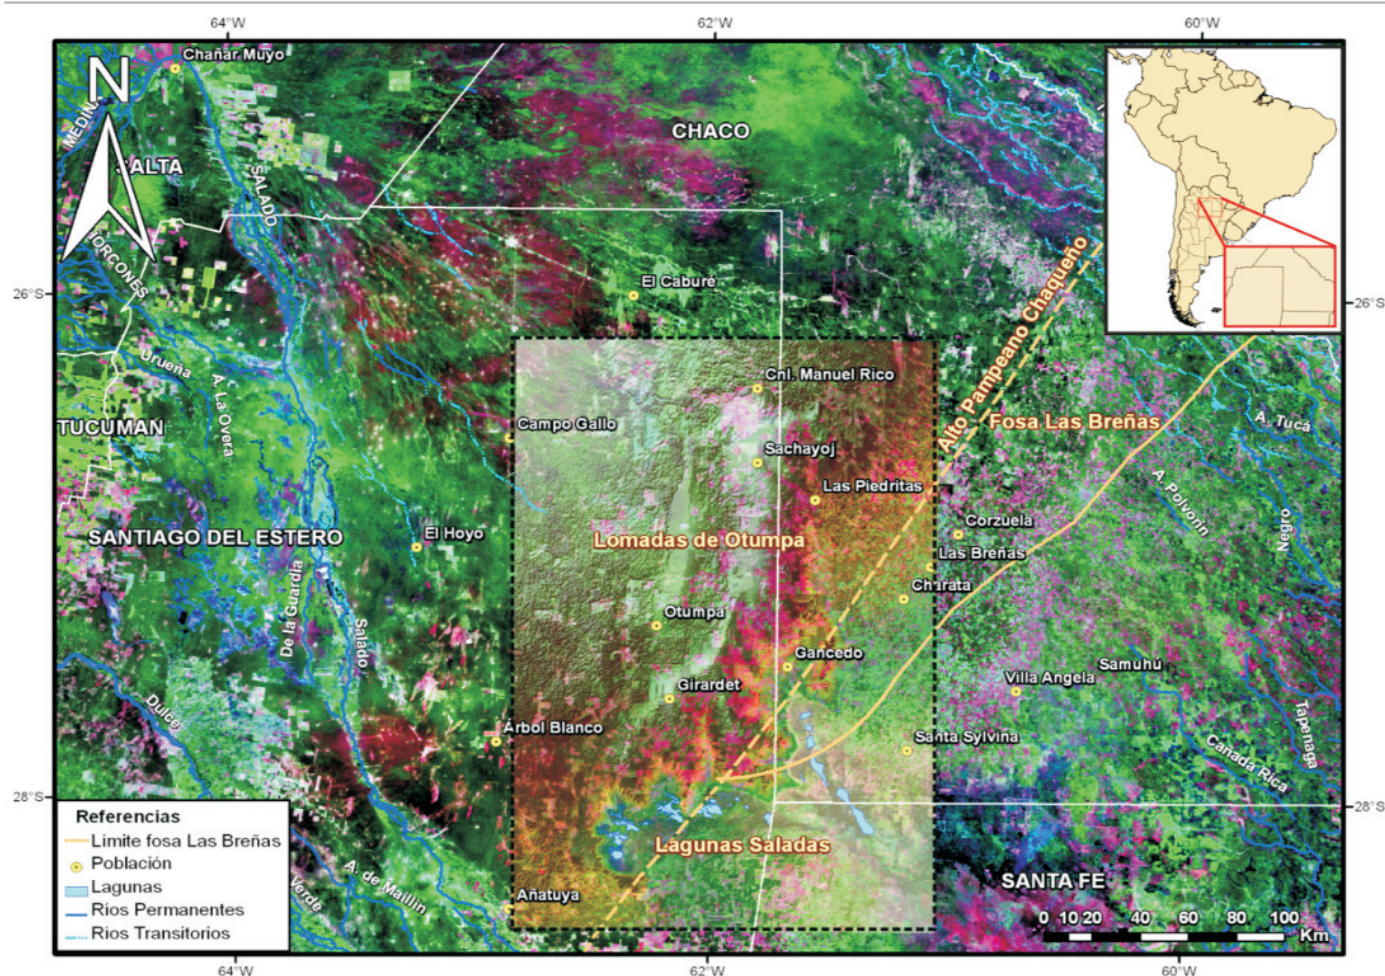 64°W
62°W
60°W
Chañar Muyo
N
MEDINA
SALTA
CHACO
SALADO
HORCONES
26°S
26°S
El Caburé
Urueña
A. La Overa
TUCUMAN
Campo Gallo
Cnl. Manuel Rico
Sachayoj
Las Piedritas
Alto Pampeano Chaqueño
Fosa Las Breñas
A. Tucá
A. Polvorín
Negro
SANTIAGO DEL ESTERO
El Hoyo
Lomadas de Otumpa
Corzuela
Las Breñas
Charata
De la Guardia
Salado
Otumpa
Gancedo
Girardet
Samuhú
Villa Angela
Dulce
Árbol Blanco
Santa Sylvina
Cañada Rica
Tapenaga
28°S
28°S
Referencias
Límite fosa Las Breñas
Población
Lagunas
Ríos Permanentes
Ríos Transitorios
Verde
A. de Maillín
Añatuya
Lagunas Saladas
SANTA FE
0 10 20 40 60 80 100
Km
64°W
62°W
60°W